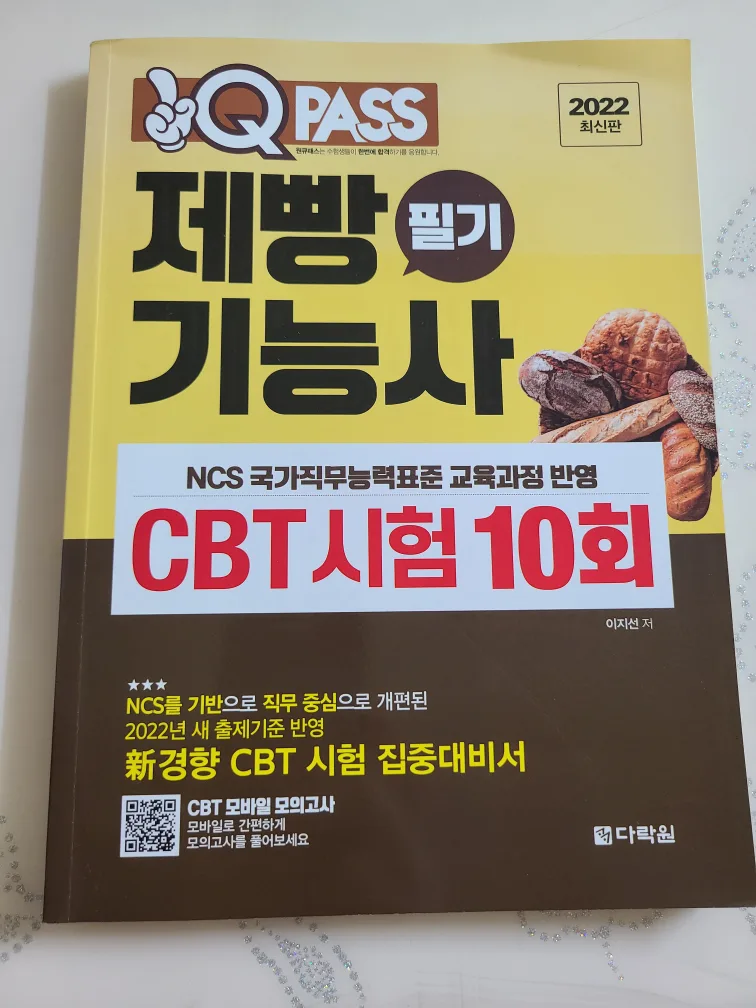 Q PASS
원큐패스는 수험생들이 한번에 합격하기를 응원합니다.
2022
최신판
제빵 필기
기능사
NCS 국가직무능력표준 교육과정 반영
CBT 시험 10회
이지선 저
★★★
NCS를 기반으로 직무 중심으로 개편된
2022년 새 출제기준 반영
新경향 CBT 시험 집중대비서
CBT 모바일 모의고사
모바일로 간편하게
모의고사를 풀어보세요
다락원